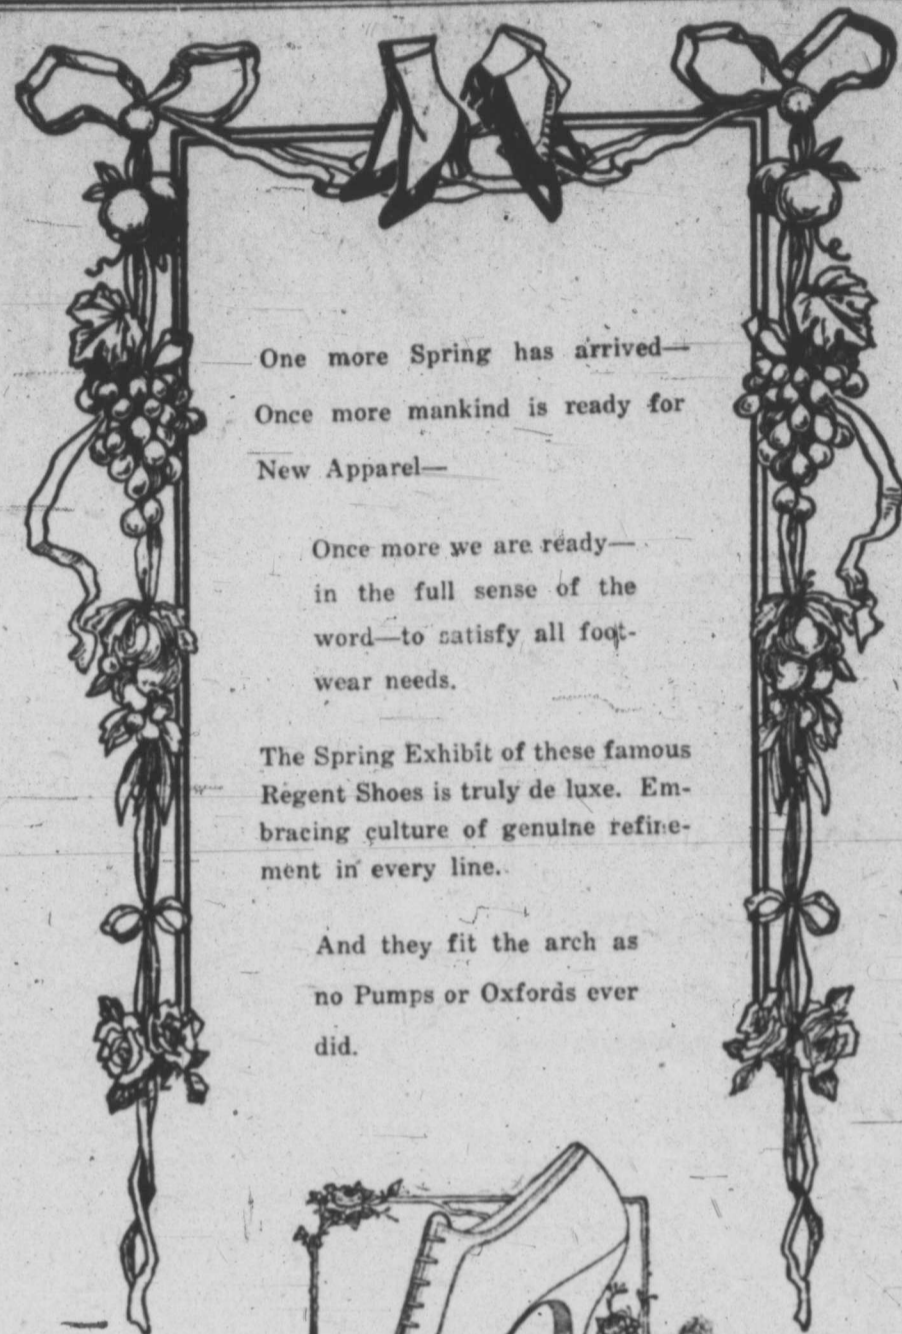 One more Spring has arrived—
Once more mankind is ready for
New Apparel—
Once more we are ready—
in the full sense of the
word—to satisfy all foot-
wear needs.
The Spring Exhibit of these famous
Regent Shoes is truly de luxe. Em-
bracing culture of genuine refine-
ment in every line.
And they fit the arch as
no Pumps or Oxfords ever
did.